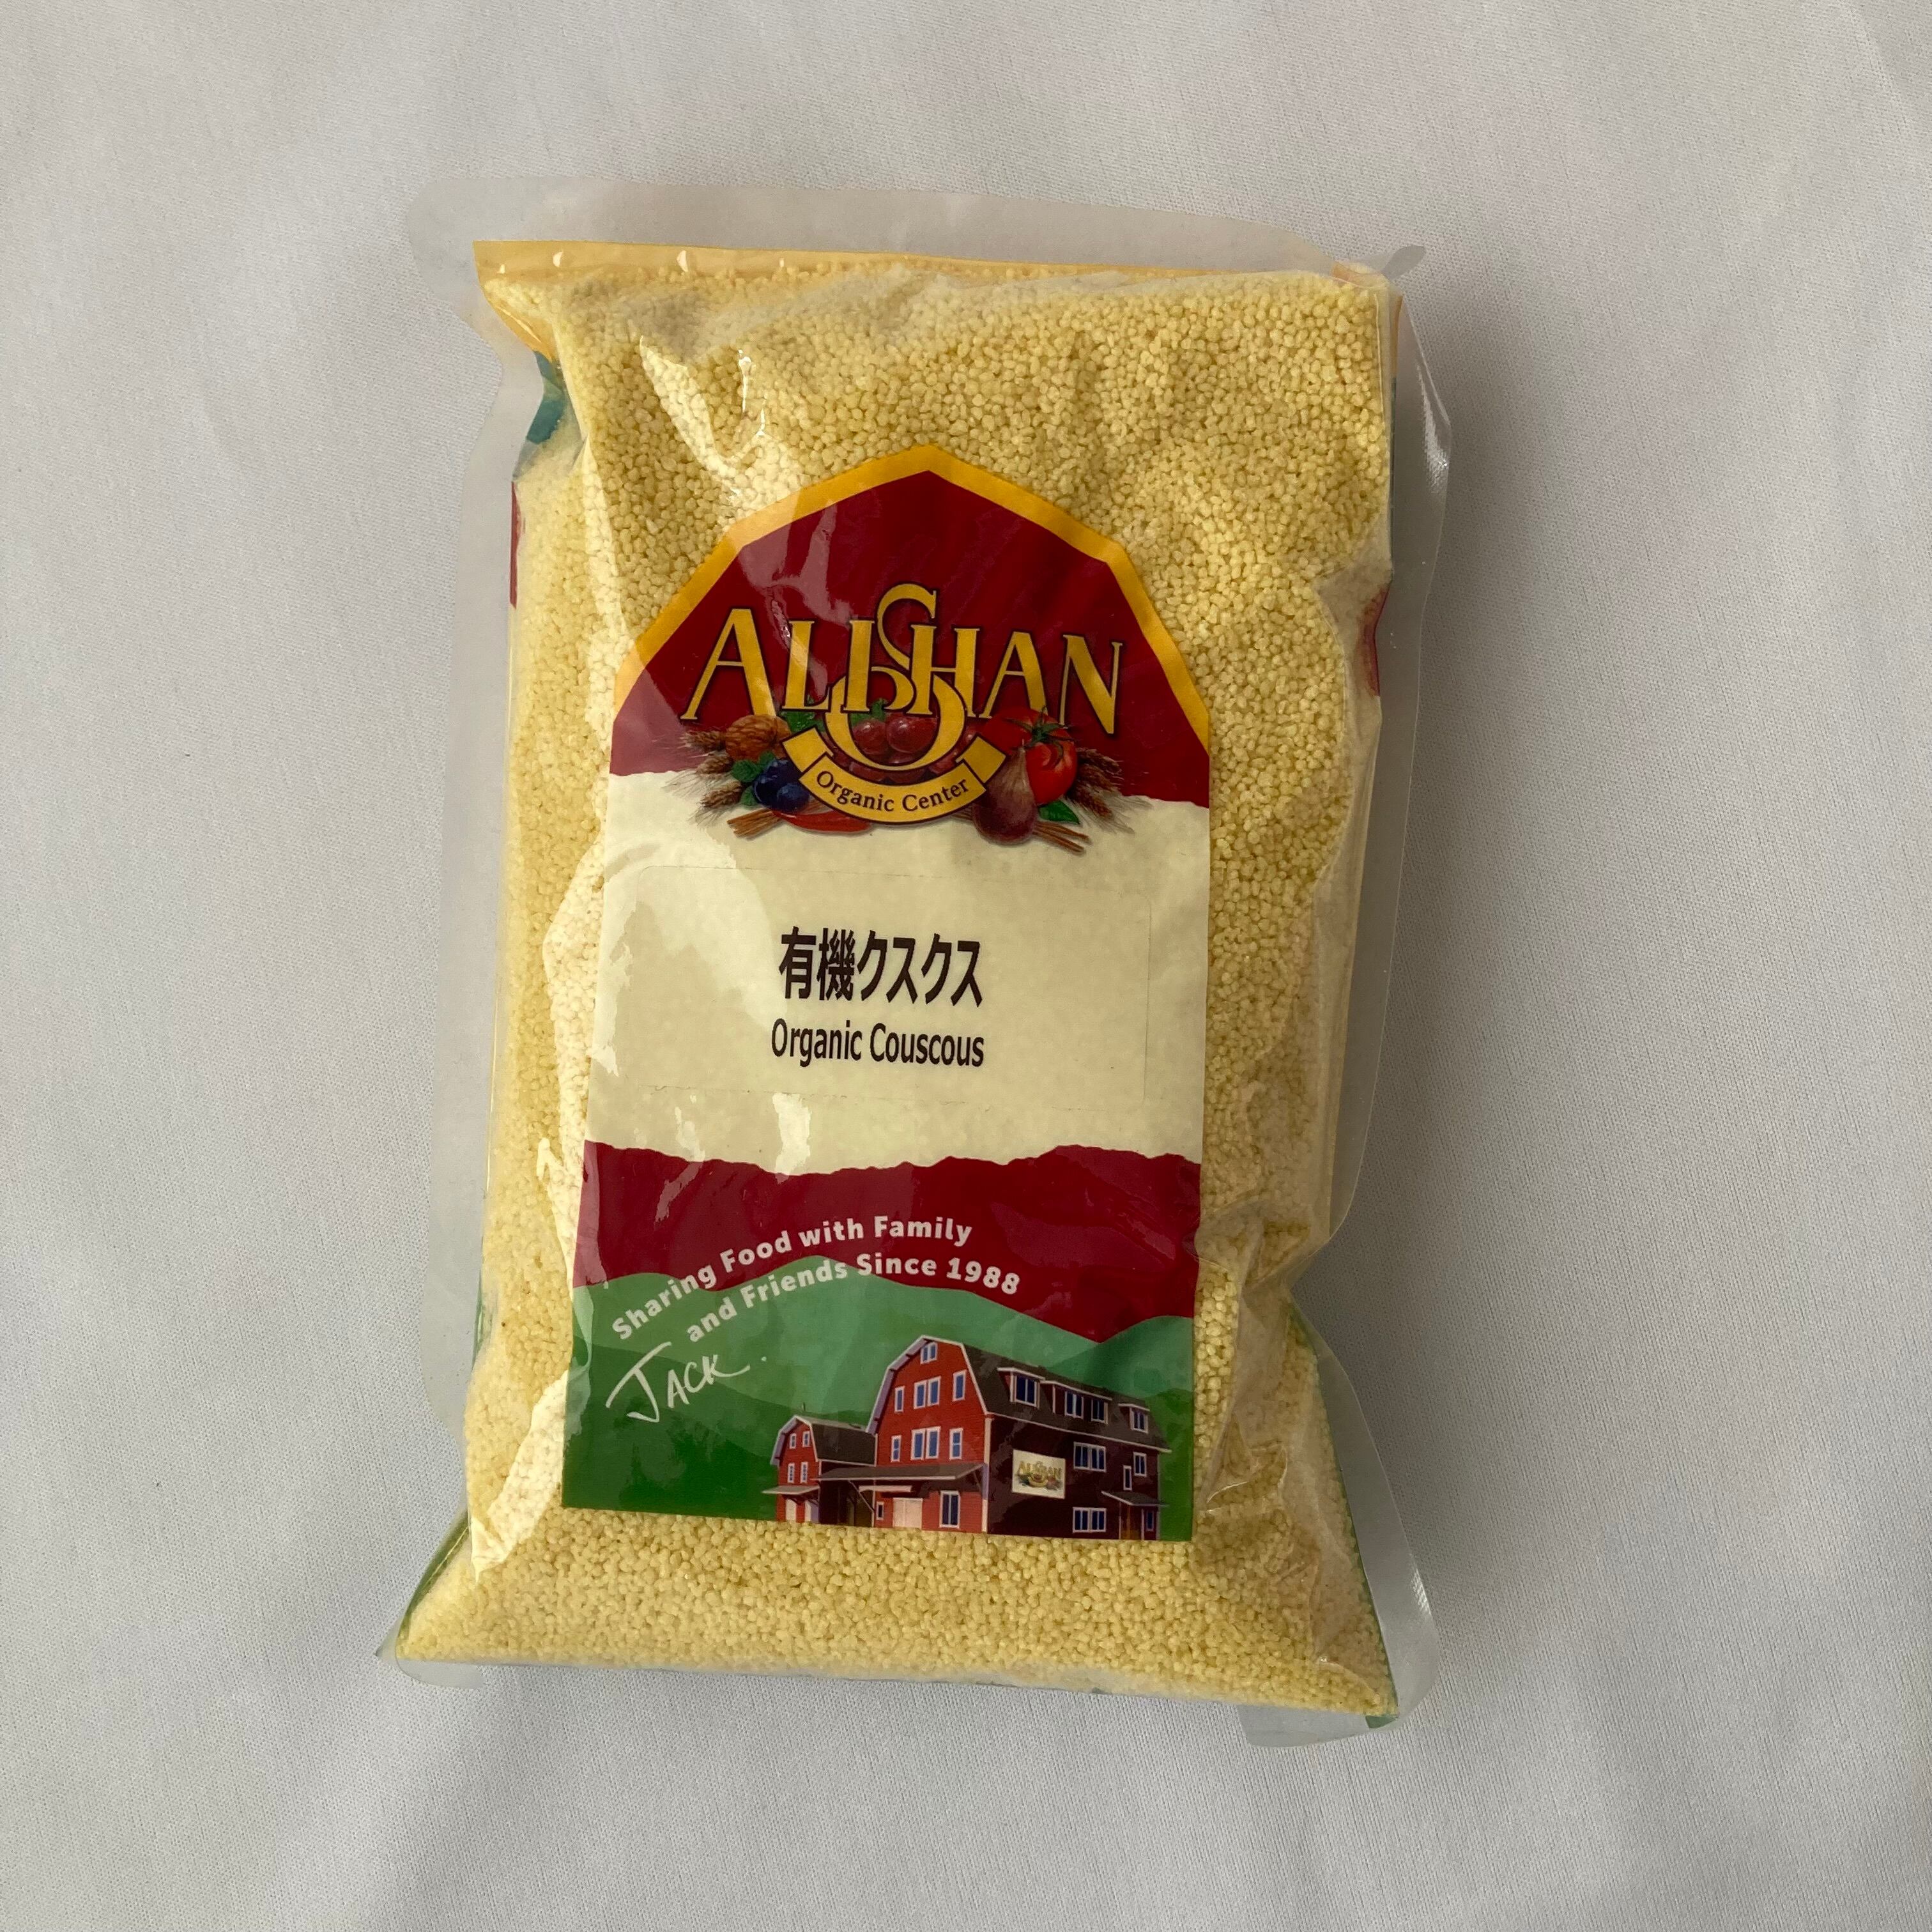 ALISHAN
Organic Center
有機クスクス
Organic Couscous
Sharing Food with Family
and Friends Since 1988
JACK.
ALISHAN